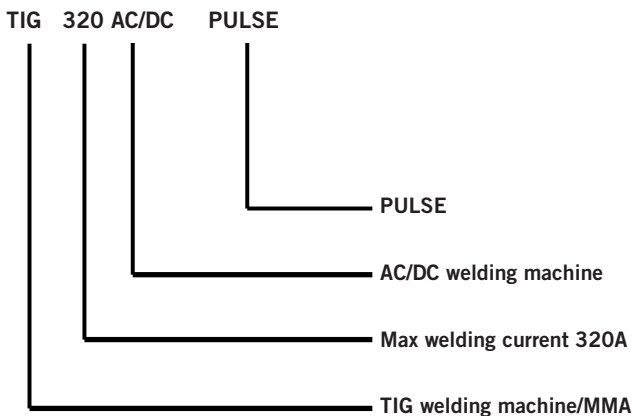 TIG 320 AC/DC PULSE
PULSE
AC/DC welding machine
Max welding current 320A
TIG welding machine/MMA